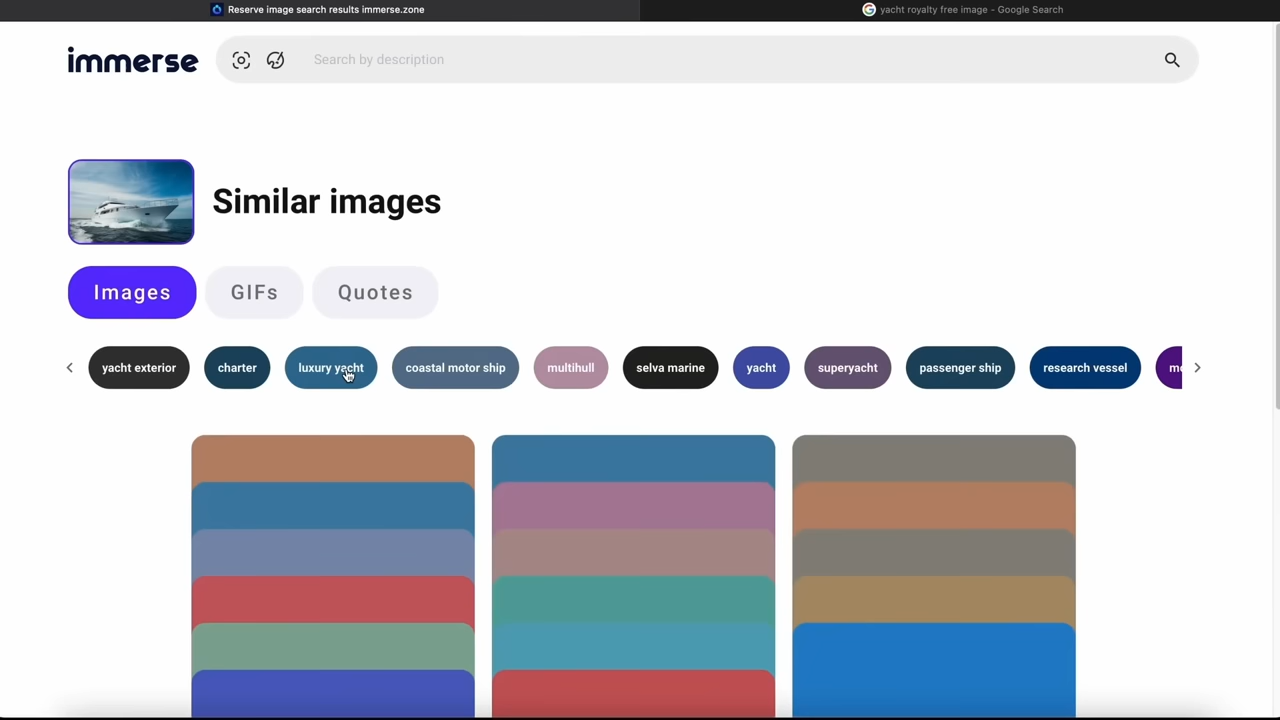 Reserve image search results immerse.zone
yacht royalty free image - Google Search
immerse
Search by description
Similar images
Images
GIFs
Quotes
yacht exterior
charter
luxury yacht
coastal motor ship
multihull
selva marine
yacht
superyacht
passenger ship
research vessel